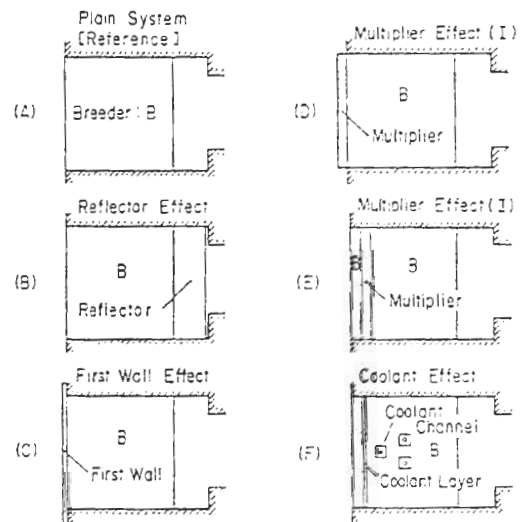 Plain System
[Reference]
(A)
Breeder : B
Reflector Effect
(B)
B
Reflector
First Wall Effect
(C)
B
First Wall
Multiplier Effect (I)
(D)
B
Multiplier
Multiplier Effect (I)
(E)
B
B
Multiplier
Coolant Effect
(F)
Coolant
Channel
B
Coolant Layer